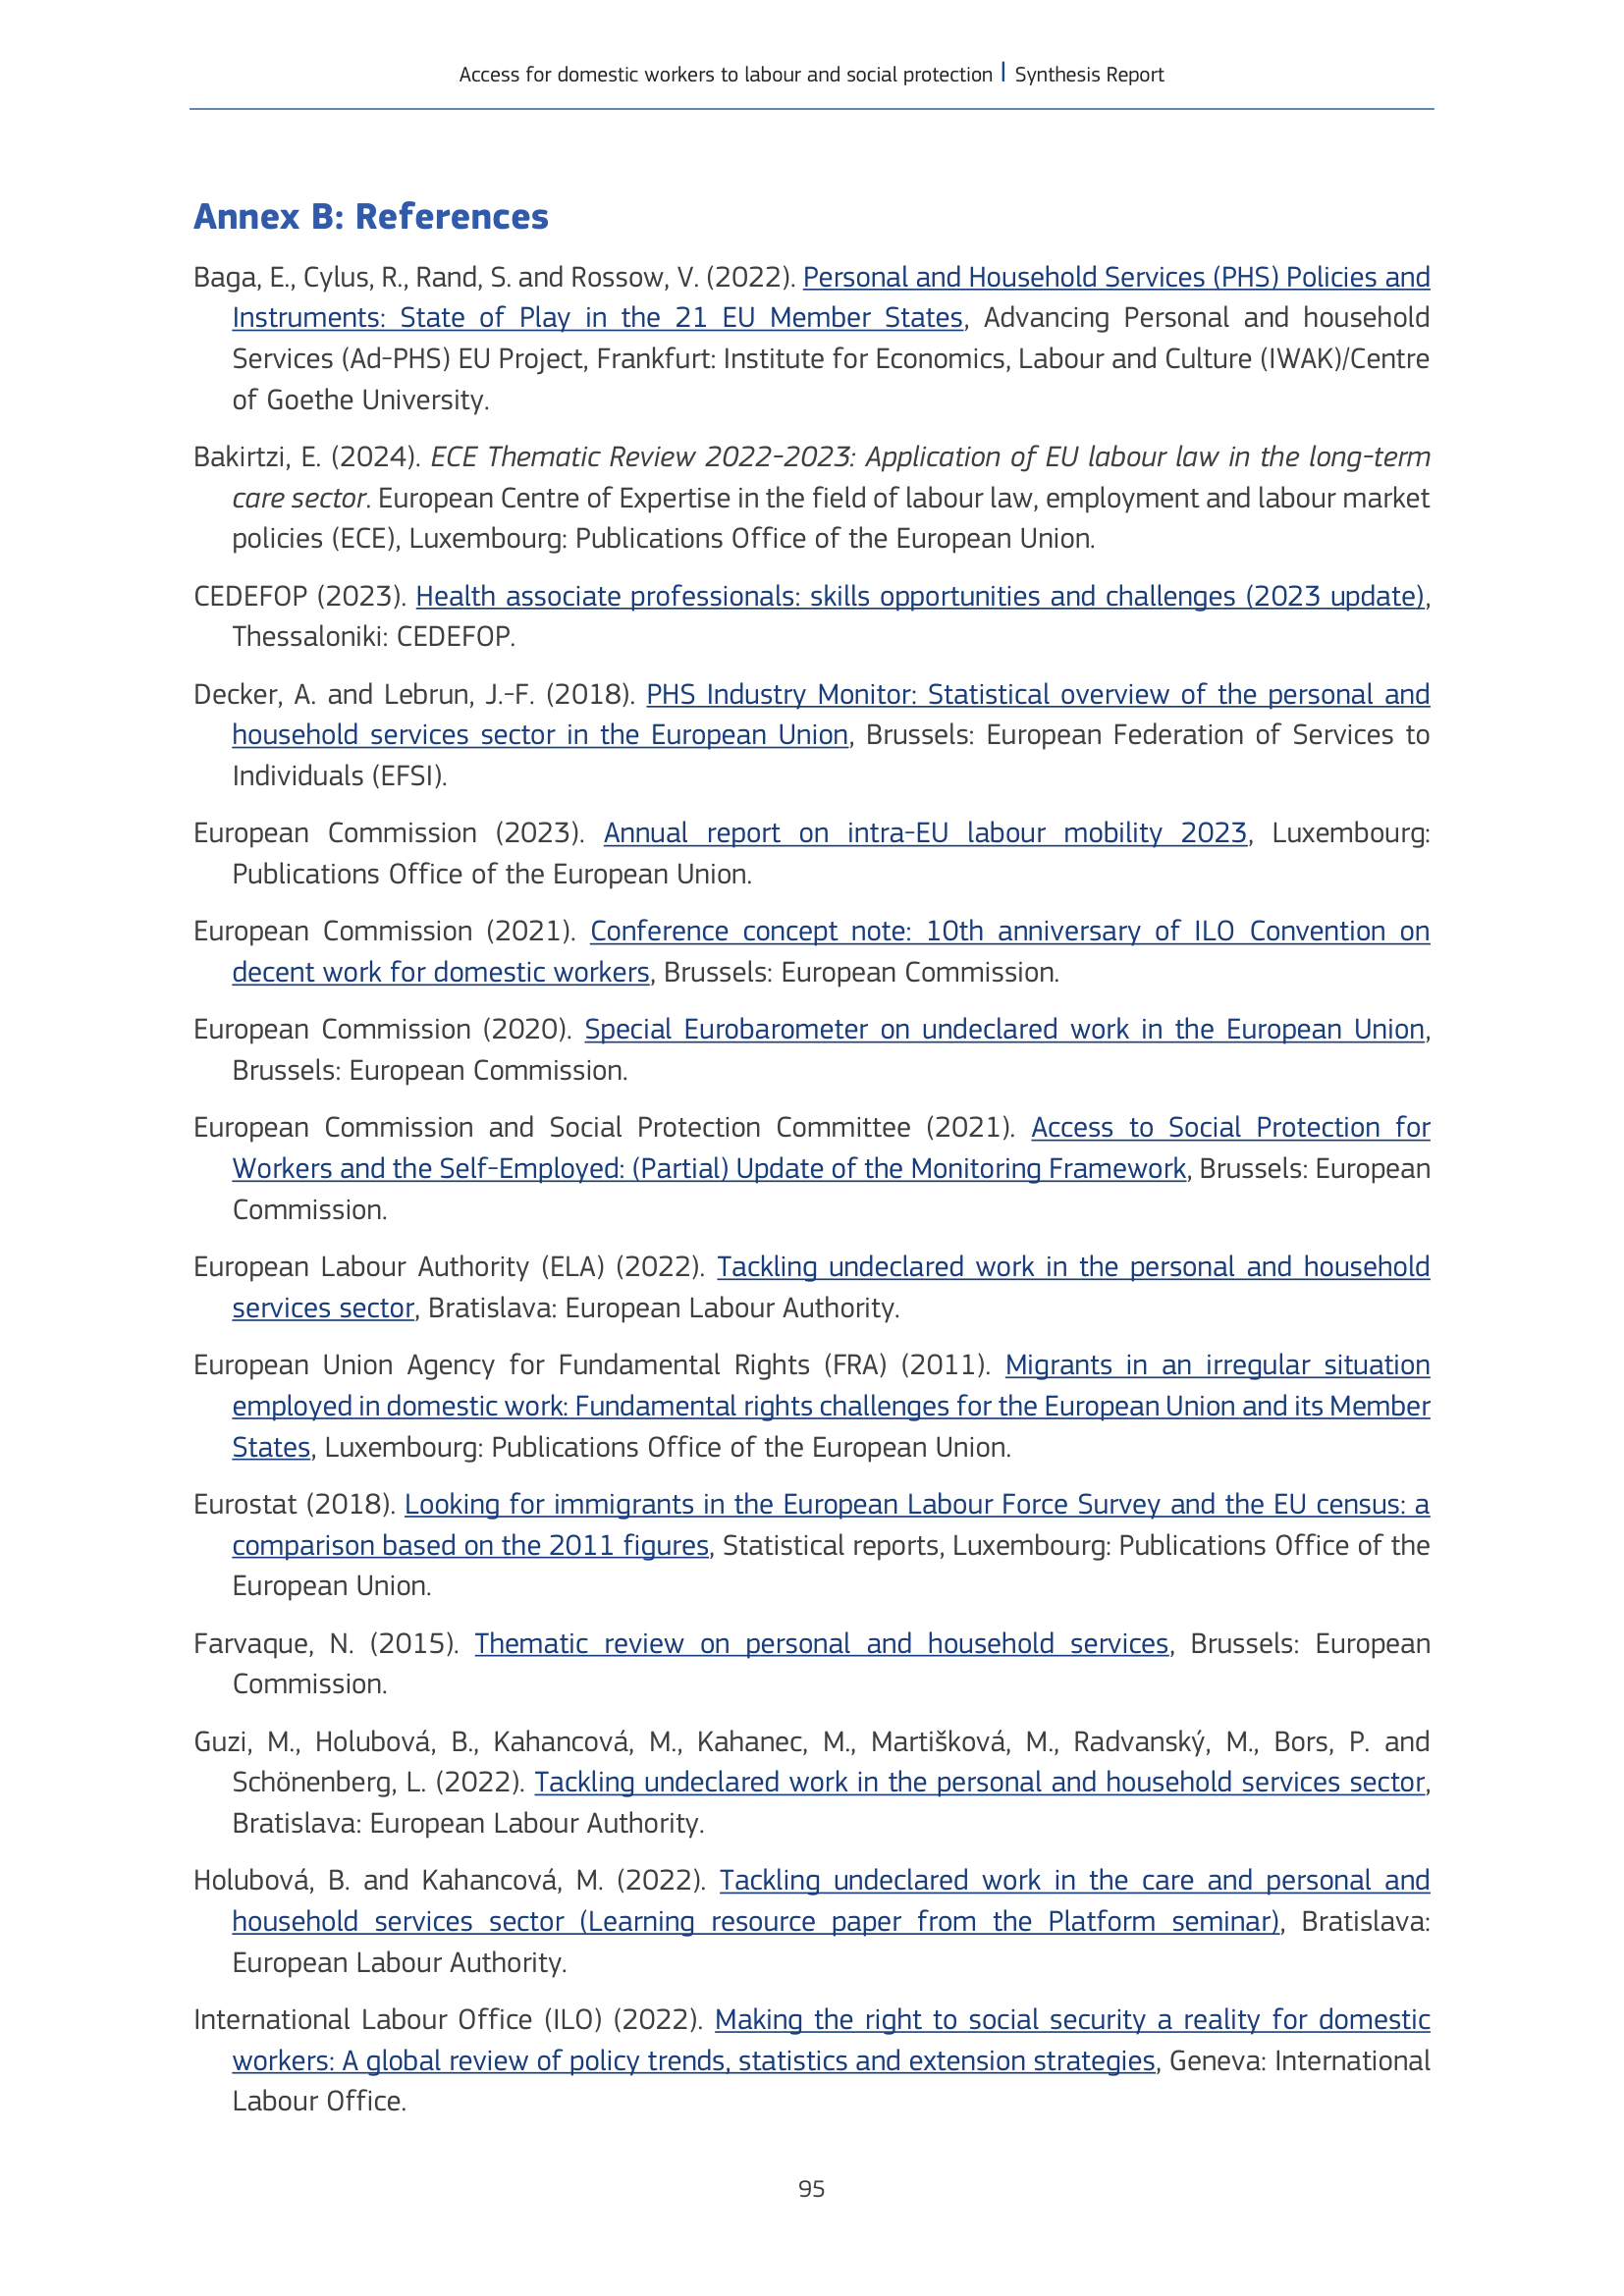 Access for domestic workers to labour and social protection | Synthesis Report
Annex B: References
Baga, E., Cylus, R., Rand, S. and Rossow, V. (2022). Personal and Household Services (PHS) Policies and
Instruments: State of Play in the 21 EU Member States, Advancing Personal and household
Services (Ad-PHS) EU Project, Frankfurt: Institute for Economics, Labour and Culture (IWAK)/Centre
of Goethe University.
Bakirtzi, E. (2024). ECE Thematic Review 2022-2023: Application of EU labour law in the long-term
care sector. European Centre of Expertise in the field of labour law, employment and labour market
policies (ECE), Luxembourg: Publications Office of the European Union.
CEDEFOP (2023). Health associate professionals: skills opportunities and challenges (2023 update),
Thessaloniki: CEDEFOP.
Decker, A. and Lebrun, J.-F. (2018). PHS Industry Monitor: Statistical overview of the personal and
household services sector in the European Union, Brussels: European Federation of Services to
Individuals (EFSI).
European Commission (2023). Annual report on intra-EU labour mobility 2023, Luxembourg:
Publications Office of the European Union.
European Commission (2021). Conference concept note: 10th anniversary of ILO Convention on
decent work for domestic workers, Brussels: European Commission.
European Commission (2020). Special Eurobarometer on undeclared work in the European Union,
Brussels: European Commission.
European Commission and Social Protection Committee (2021). Access to Social Protection for
Workers and the Self-Employed: (Partial) Update of the Monitoring Framework, Brussels: European
Commission.
European Labour Authority (ELA) (2022). Tackling undeclared work in the personal and household
services sector, Bratislava: European Labour Authority.
European Union Agency for Fundamental Rights (FRA) (2011). Migrants in an irregular situation
employed in domestic work: Fundamental rights challenges for the European Union and its Member
States, Luxembourg: Publications Office of the European Union.
Eurostat (2018). Looking for immigrants in the European Labour Force Survey and the EU census: a
comparison based on the 2011 figures, Statistical reports, Luxembourg: Publications Office of the
European Union.
Farvaque, N. (2015). Thematic review on personal and household services, Brussels: European
Commission.
Guzi, M., Holubová, B., Kahancová, M., Kahanec, M., Martišková, M., Radvanský, M., Bors, P. and
Schönenberg, L. (2022). Tackling undeclared work in the personal and household services sector,
Bratislava: European Labour Authority.
Holubová, B. and Kahancová, M. (2022). Tackling undeclared work in the care and personal and
household services sector (Learning resource paper from the Platform seminar), Bratislava:
European Labour Authority.
International Labour Office (ILO) (2022). Making the right to social security a reality for domestic
workers: A global review of policy trends, statistics and extension strategies, Geneva: International
Labour Office.
95